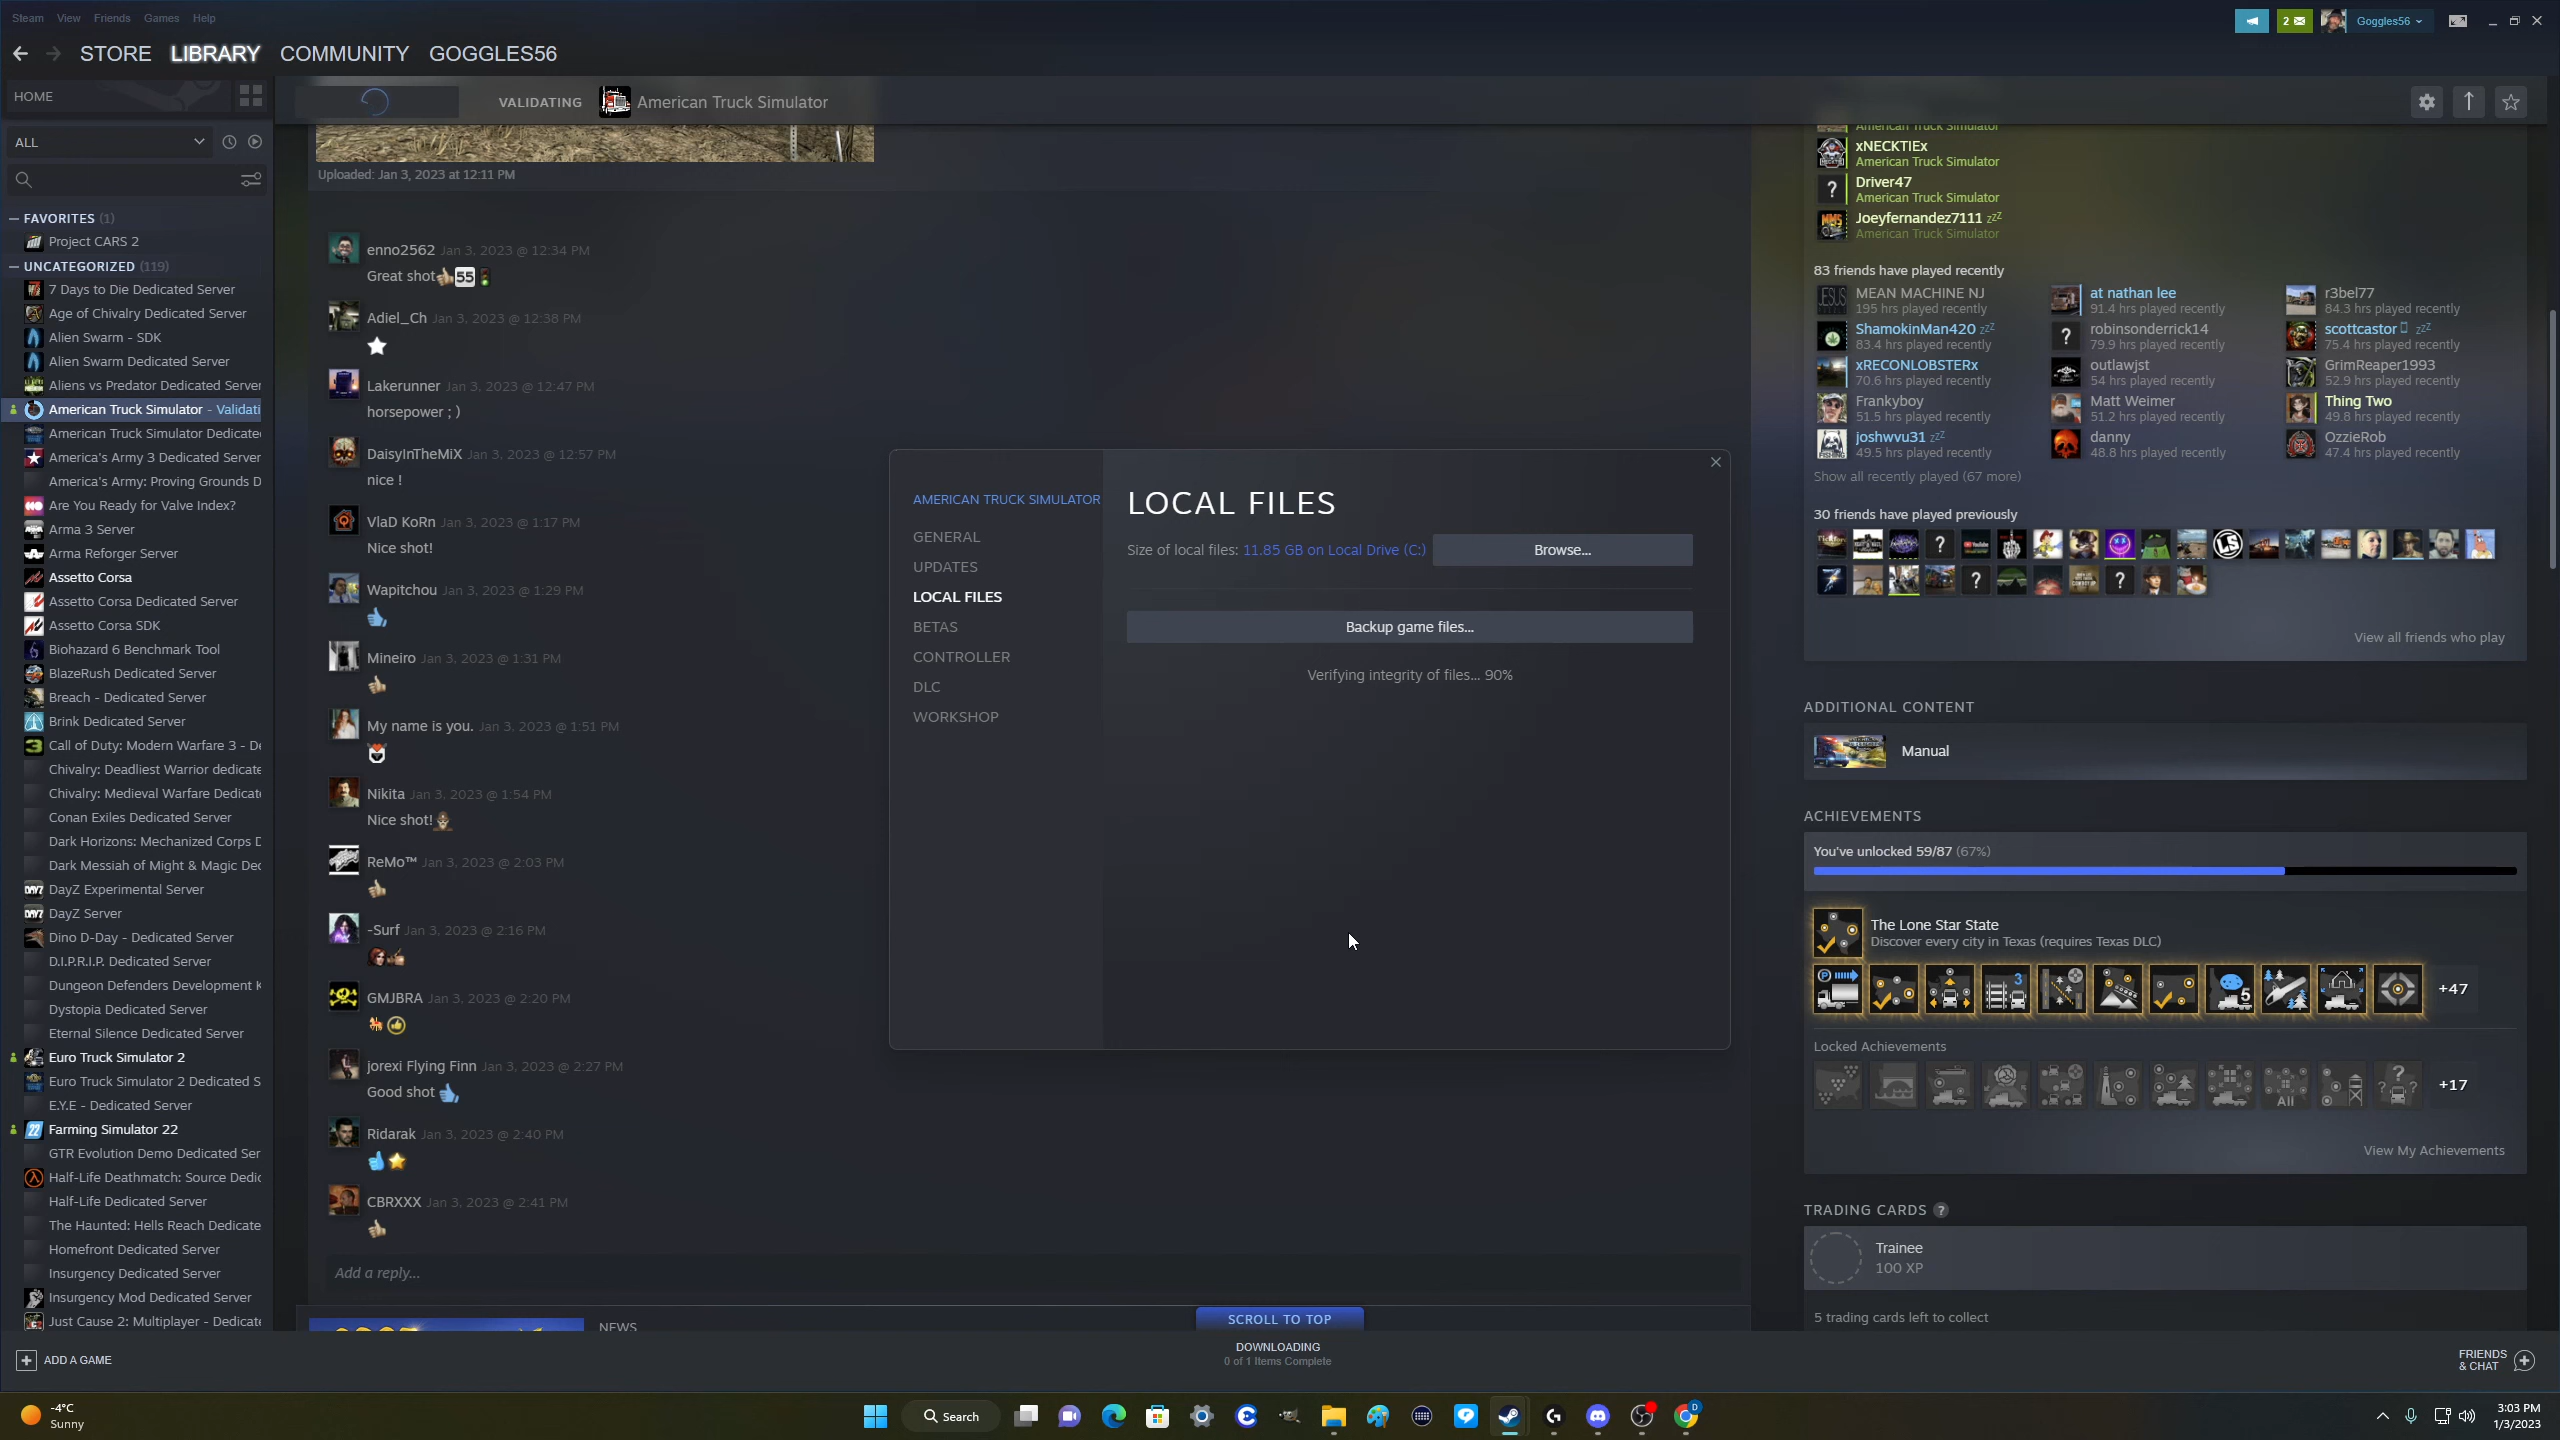 Steam View Friends Games Help
2 Goggles56
STORE LIBRARY COMMUNITY GOGGLES56
HOME
VALIDATING American Truck Simulator
ALL
Uploaded: Jan 3, 2023 at 12:11 PM
FAVORITES (1)
Project CARS 2
UNCATEGORIZED (119)
7 Days to Die Dedicated Server
Age of Chivalry Dedicated Server
Alien Swarm - SDK
Alien Swarm Dedicated Server
Aliens vs Predator Dedicated Server
American Truck Simulator - Validati
American Truck Simulator Dedicate
America's Army 3 Dedicated Server
America's Army: Proving Grounds D
Are You Ready for Valve Index?
Arma 3 Server
Arma Reforger Server
Assetto Corsa
Assetto Corsa Dedicated Server
Assetto Corsa SDK
Biohazard 6 Benchmark Tool
BlazeRush Dedicated Server
Breach - Dedicated Server
Brink Dedicated Server
Call of Duty: Modern Warfare 3 - De
Chivalry: Deadliest Warrior dedicate
Chivalry: Medieval Warfare Dedicat
Conan Exiles Dedicated Server
Dark Horizons: Mechanized Corps D
Dark Messiah of Might & Magic Dec
DayZ Experimental Server
DayZ Server
Dino D-Day - Dedicated Server
D.I.P.R.I.P. Dedicated Server
Dungeon Defenders Development K
Dystopia Dedicated Server
Eternal Silence Dedicated Server
Euro Truck Simulator 2
Euro Truck Simulator 2 Dedicated S
E.Y.E - Dedicated Server
Farming Simulator 22
GTR Evolution Demo Dedicated Ser
Half-Life Deathmatch: Source Dedic
Half-Life Dedicated Server
The Haunted: Hells Reach Dedicate
Homefront Dedicated Server
Insurgency Dedicated Server
Insurgency Mod Dedicated Server
Just Cause 2: Multiplayer - Dedicate
enno2562 Jan 3, 2023 @ 12:34 PM
Great shot 55
Adiel_Ch Jan 3, 2023 @ 12:38 PM
Lakerunner Jan 3, 2023 @ 12:47 PM
horsepower ; )
DaisyInTheMiX Jan 3, 2023 @ 12:57 PM
nice !
VlaD KoRn Jan 3, 2023 @ 1:17 PM
Nice shot!
Wapitchou Jan 3, 2023 @ 1:29 PM
Mineiro Jan 3, 2023 @ 1:31 PM
My name is you. Jan 3, 2023 @ 1:51 PM
Nikita Jan 3, 2023 @ 1:54 PM
Nice shot!
ReMo™ Jan 3, 2023 @ 2:03 PM
-Surf Jan 3, 2023 @ 2:16 PM
GMJBRA Jan 3, 2023 @ 2:20 PM
jorexi Flying Finn Jan 3, 2023 @ 2:27 PM
Good shot
Ridarak Jan 3, 2023 @ 2:40 PM
CBRXXX Jan 3, 2023 @ 2:41 PM
Add a reply...
NEWS
AMERICAN TRUCK SIMULATOR
GENERAL
UPDATES
LOCAL FILES
BETAS
CONTROLLER
DLC
WORKSHOP
LOCAL FILES
Size of local files: 11.85 GB on Local Drive (C:) Browse...
Backup game files...
Verifying integrity of files... 90%
American Truck Simulator
xNECKTIEx
American Truck Simulator
Driver47
American Truck Simulator
Joeyfernandez7111 zzZ
American Truck Simulator
83 friends have played recently
MEAN MACHINE NJ at nathan lee r3bel77
195 hrs played recently 91.4 hrs played recently 84.3 hrs played recently
ShamokinMan420 zzZ robinsonderrick14 scottcastor zzZ
83.4 hrs played recently 79.9 hrs played recently 75.4 hrs played recently
xRECONLOBSTERx outlawjst GrimReaper1993
70.6 hrs played recently 54 hrs played recently 52.9 hrs played recently
Frankyboy Matt Weimer Thing Two
51.5 hrs played recently 51.2 hrs played recently 49.8 hrs played recently
joshwvu31 zzZ danny OzzieRob
49.5 hrs played recently 48.8 hrs played recently 47.4 hrs played recently
Show all recently played (67 more)
30 friends have played previously
View all friends who play
ADDITIONAL CONTENT
Manual
ACHIEVEMENTS
You've unlocked 59/87 (67%)
The Lone Star State
Discover every city in Texas (requires Texas DLC)
+47
Locked Achievements
+17
View My Achievements
TRADING CARDS ?
Trainee
100 XP
5 trading cards left to collect
SCROLL TO TOP
ADD A GAME
DOWNLOADING
0 of 1 Items Complete
FRIENDS
& CHAT
-4°C
Sunny
Search
3:03 PM
1/3/2023